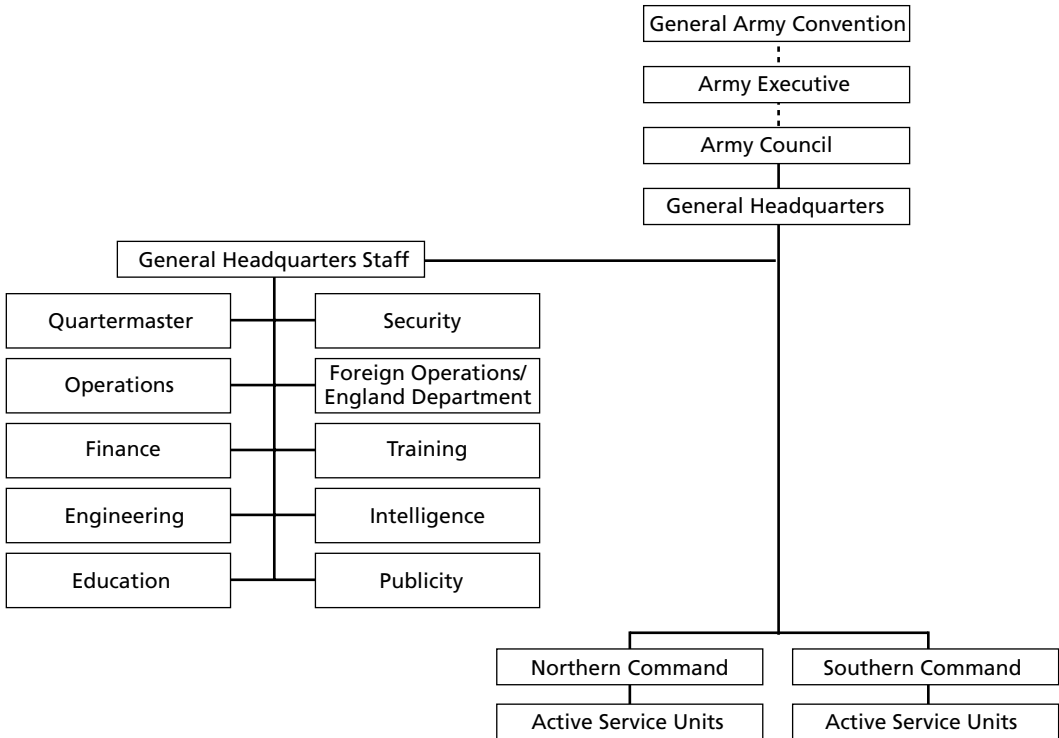 General Army Convention
Army Executive
Army Council
General Headquarters
General Headquarters Staff
Quartermaster
Security
Operations
Foreign Operations/
England Department
Finance
Training
Engineering
Intelligence
Education
Publicity
Northern Command
Southern Command
Active Service Units
Active Service Units